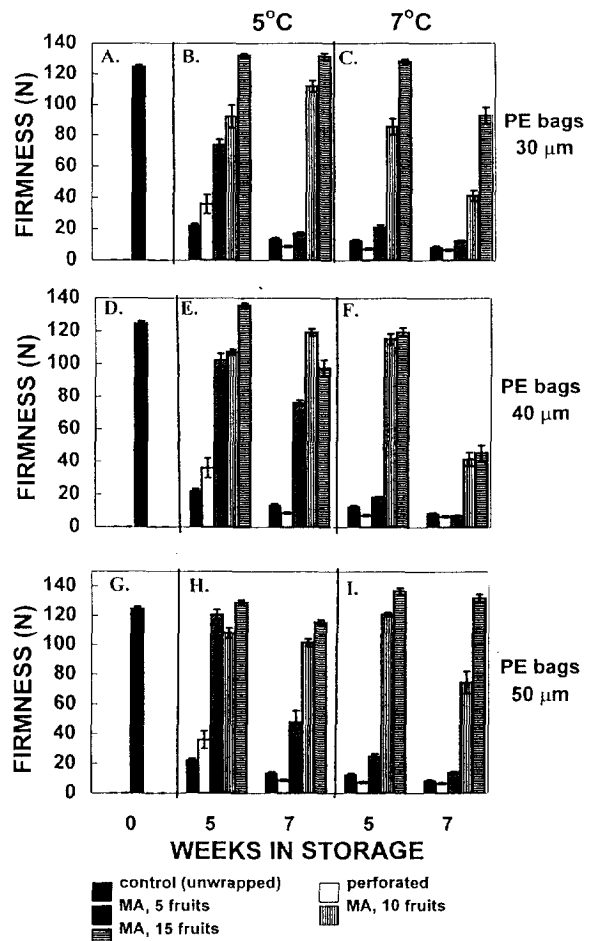 5°C 7°C
140 A. B. C.
120
100
80
60
40
20
0
FIRMNESS (N)
PE bags
30 µm
140 D. E. F.
120
100
80
60
40
20
0
FIRMNESS (N)
PE bags
40 µm
140 G. H. I.
120
100
80
60
40
20
0
FIRMNESS (N)
PE bags
50 µm
0 5 7 5 7
WEEKS IN STORAGE
control (unwrapped) perforated
MA, 5 fruits MA, 10 fruits
MA, 15 fruits